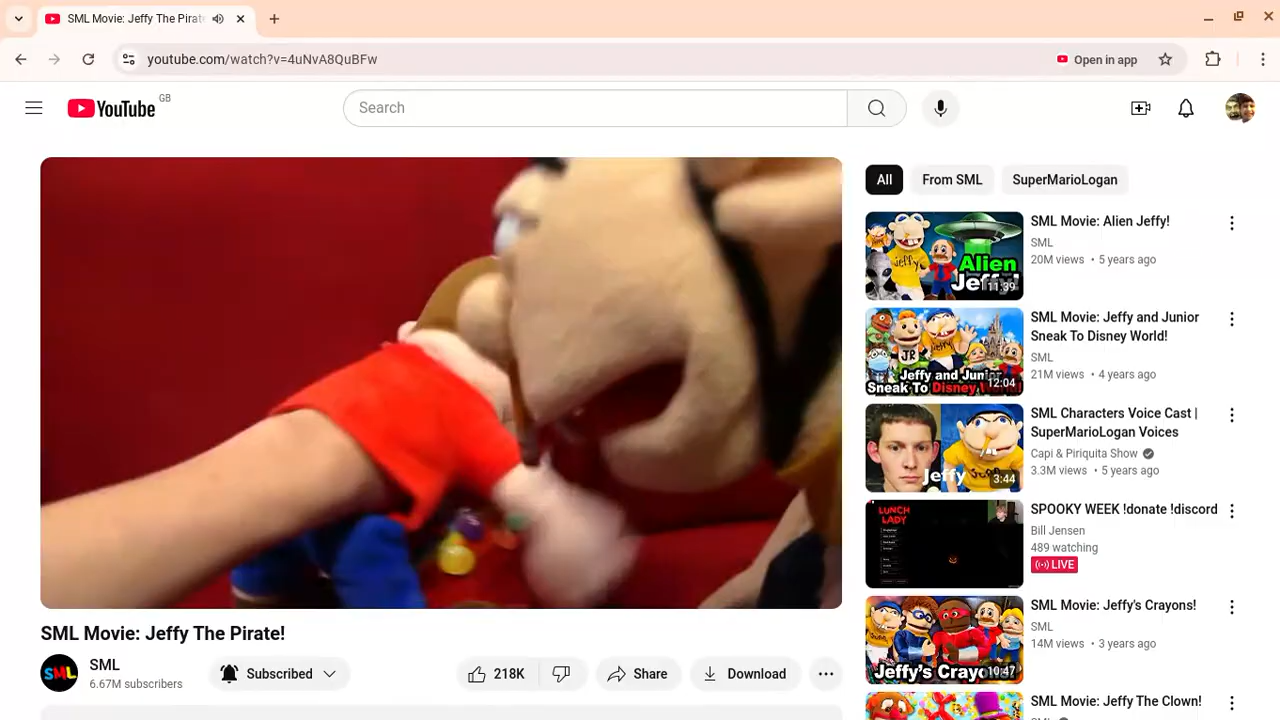 SML Movie: Jeffy The Pirat
youtube.com/watch?v=4uNvA8QuBFw
Open in app
YouTube GB
Search
All
From SML
SuperMarioLogan
Alien
Jeffy!
11:39
SML Movie: Alien Jeffy!
SML
20M views • 5 years ago
JR
Jeffy and Junior
Sneak To Disney World!
12:04
SML Movie: Jeffy and Junior
Sneak To Disney World!
SML
21M views • 4 years ago
Jeffy
3:44
SML Characters Voice Cast |
SuperMarioLogan Voices
Capi & Piriquita Show
3.3M views • 5 years ago
LUNCH
LADY
SPOOKY WEEK !donate !discord
Bill Jensen
489 watching
LIVE
Jeffy's Crayo
10:47
SML Movie: Jeffy's Crayons!
SML
14M views • 3 years ago
SML Movie: Jeffy The Clown!
SML Movie: Jeffy The Pirate!
SML
SML
6.67M subscribers
Subscribed
218K
Share
Download